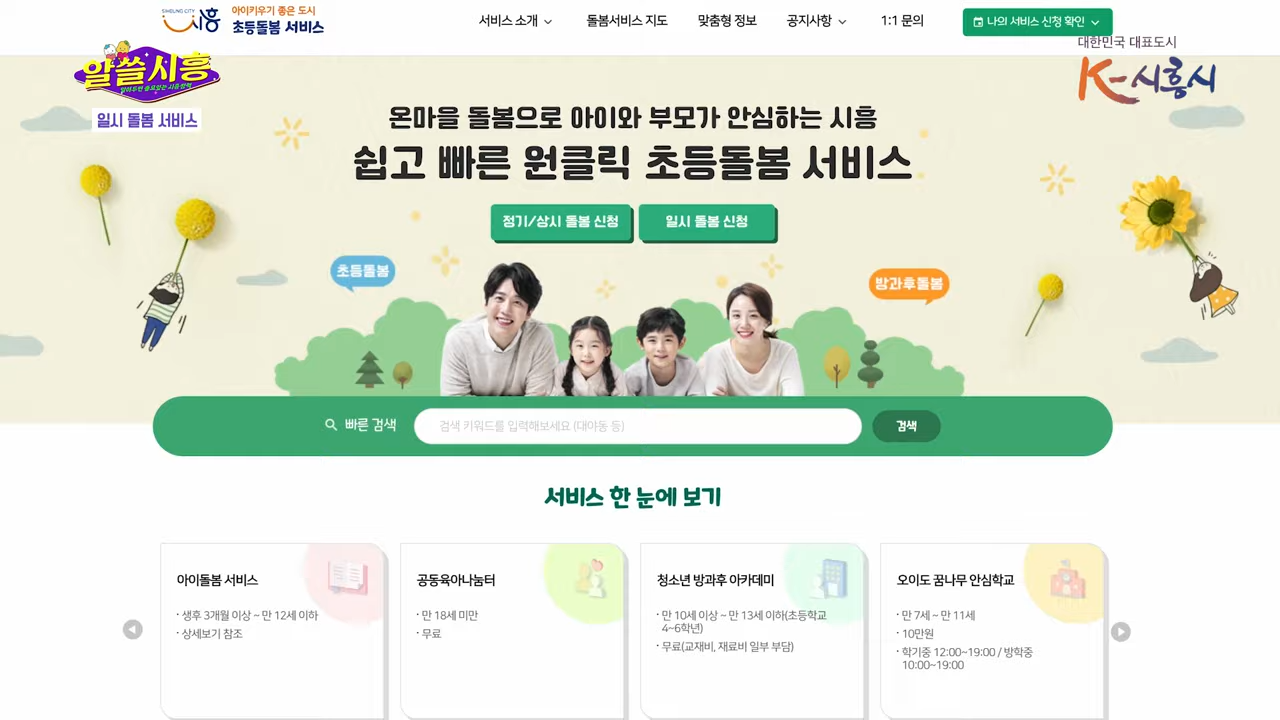 SIHEUNG CITY
시흥
아이키우기 좋은 도시
초등돌봄 서비스
서비스 소개
돌봄서비스 지도
맞춤형 정보
공지사항
1:1 문의
나의 서비스 신청 확인
대한민국 대표도시
K-시흥시
알쓸시흥
알아두면 쓸모있는 시흥정책
일시 돌봄 서비스
온마을 돌봄으로 아이와 부모가 안심하는 시흥
쉽고 빠른 원클릭 초등돌봄 서비스
정기/상시 돌봄 신청
일시 돌봄 신청
초등돌봄
방과후돌봄
빠른 검색
검색 키워드를 입력해보세요 (대야동 등)
검색
서비스 한 눈에 보기
아이돌봄 서비스
· 생후 3개월 이상 ~ 만 12세 이하
· 상세보기 참조
공동육아나눔터
· 만 18세 미만
· 무료
청소년 방과후 아카데미
· 만 10세 이상 ~ 만 13세 이하(초등학교
4~6학년)
· 무료(교재비, 재료비 일부 부담)
오이도 꿈나무 안심학교
· 만 7세 ~ 만 11세
· 10만원
· 학기중 12:00~19:00 / 방학중
10:00~19:00